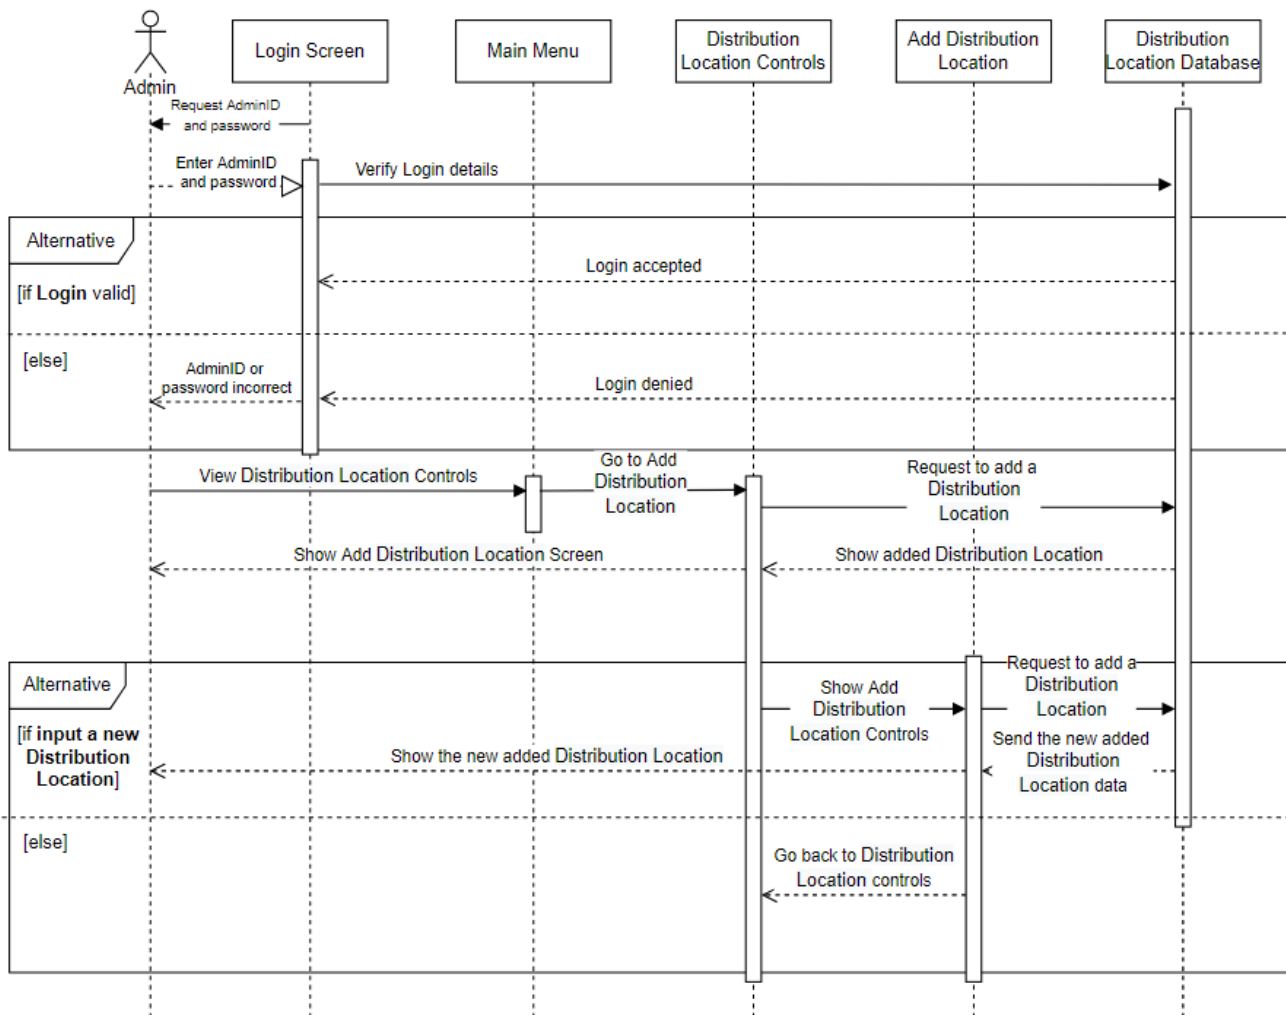 Admin
Login Screen
Main Menu
Distribution
Location Controls
Add Distribution
Location
Distribution
Location Database
Request AdminID
and password
Enter AdminID
and password
Verify Login details
Alternative
[if Login valid]
Login accepted
[else]
AdminID or
password incorrect
Login denied
View Distribution Location Controls
Go to Add
Distribution
Location
Request to add a
Distribution
Location
Show Add Distribution Location Screen
Show added Distribution Location
Alternative
[if input a new
Distribution
Location]
Show Add
Distribution
Location Controls
Request to add a
Distribution
Location
Show the new added Distribution Location
Send the new added
Distribution
Location data
[else]
Go back to Distribution
Location controls